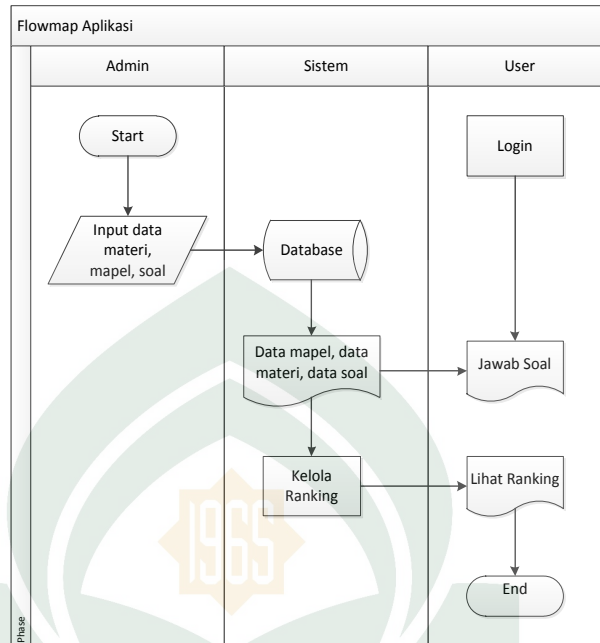 Flowmap Aplikasi
Admin
Sistem
User
Start
Login
Input data
materi,
mapel, soal
Database
Data mapel, data
materi, data soal
Jawab Soal
Kelola
Ranking
Lihat Ranking
1965
End
Phase